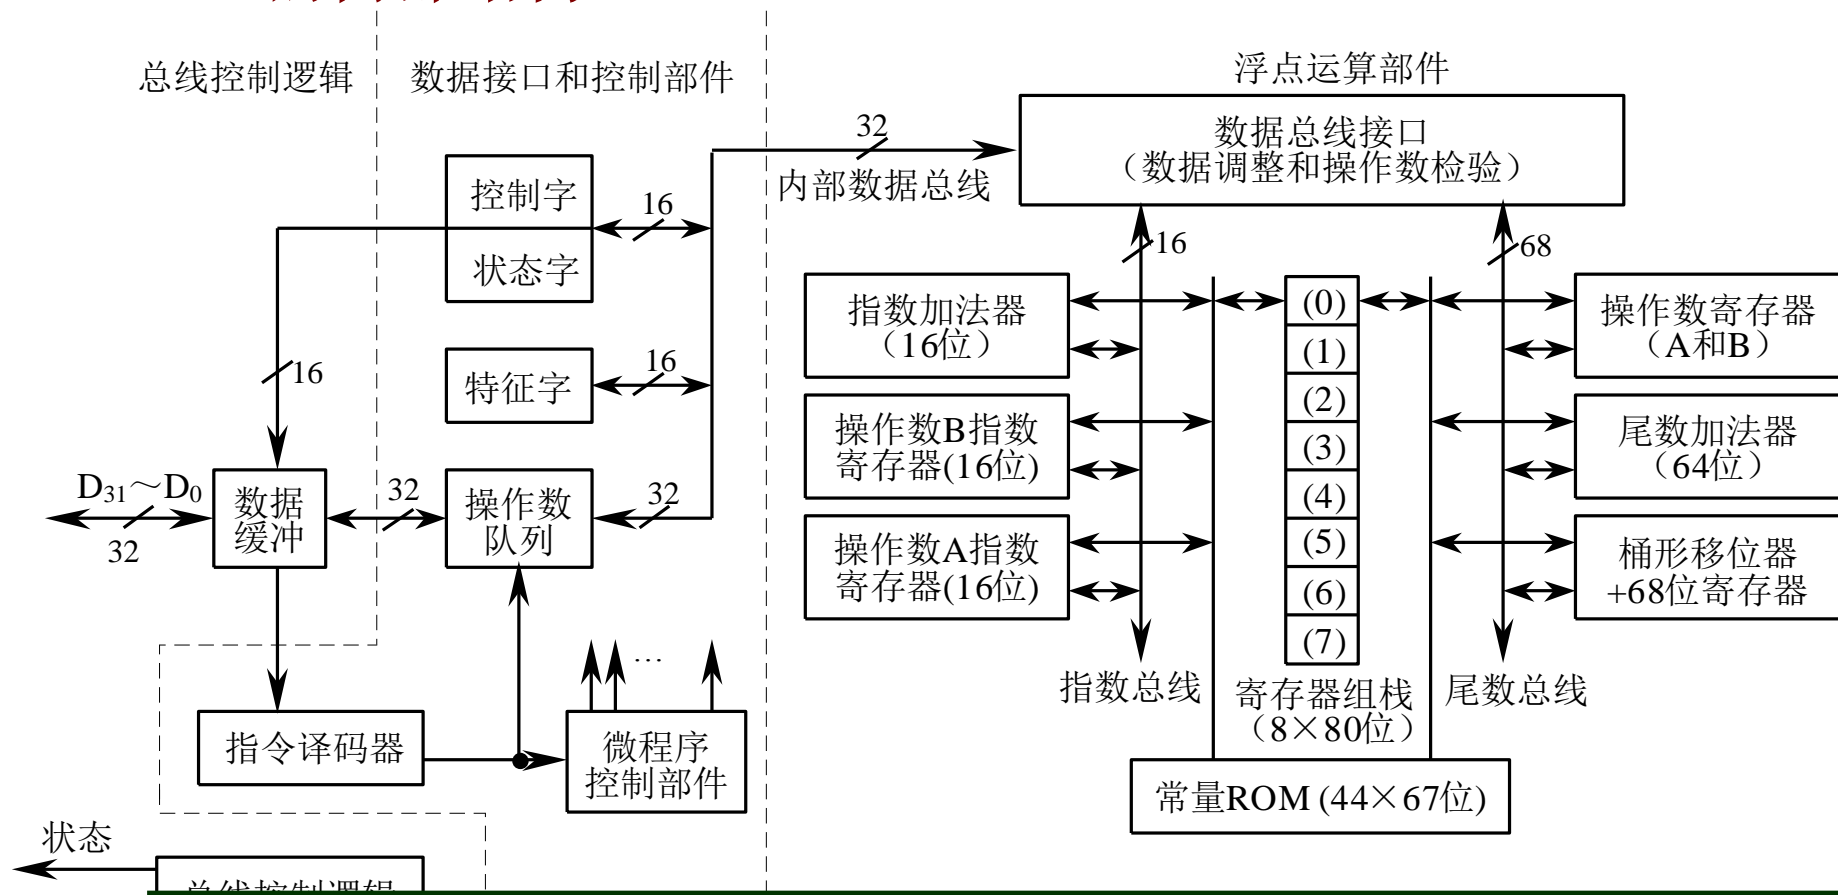 总线控制逻辑
数据接口和控制部件
浮点运算部件
数据总线接口
（数据调整和操作数检验）
32
内部数据总线
控制字
状态字
16
16
特征字
16
D31～D0
32
数据
缓冲
32
操作数
队列
32
指令译码器
…
微程序
控制部件
状态
总线控制逻辑
16
68
指数加法器
（16位）
操作数B指数
寄存器(16位)
操作数A指数
寄存器(16位)
指数总线
(0)
(1)
(2)
(3)
(4)
(5)
(6)
(7)
寄存器组栈
（8×80位）
尾数总线
操作数寄存器
（A和B）
尾数加法器
（64位）
桶形移位器
+68位寄存器
常量ROM (44×67位)